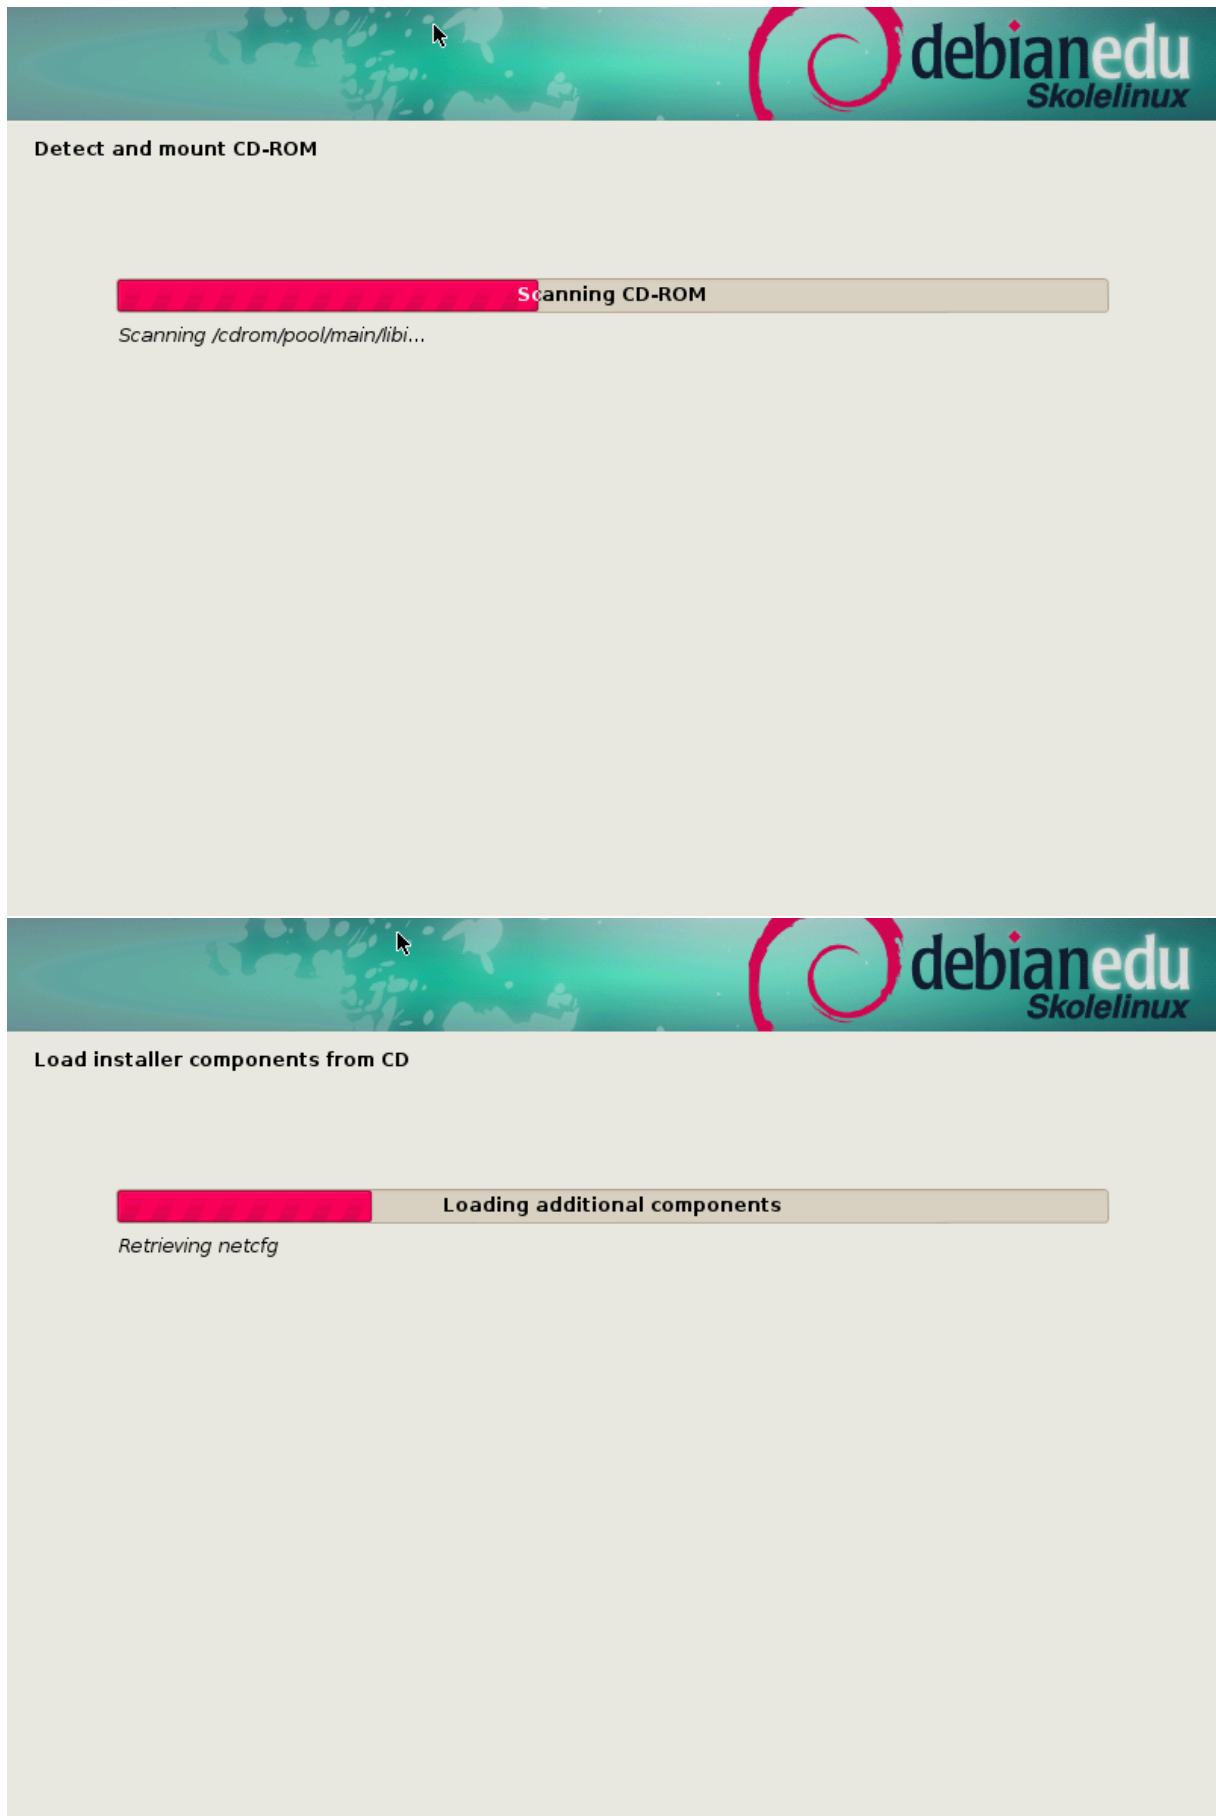 debianedu
Skolelinux
Detect and mount CD-ROM
Scanning CD-ROM
Scanning /cdrom/pool/main/libi...
debianedu
Skolelinux
Load installer components from CD
Loading additional components
Retrieving netcfg